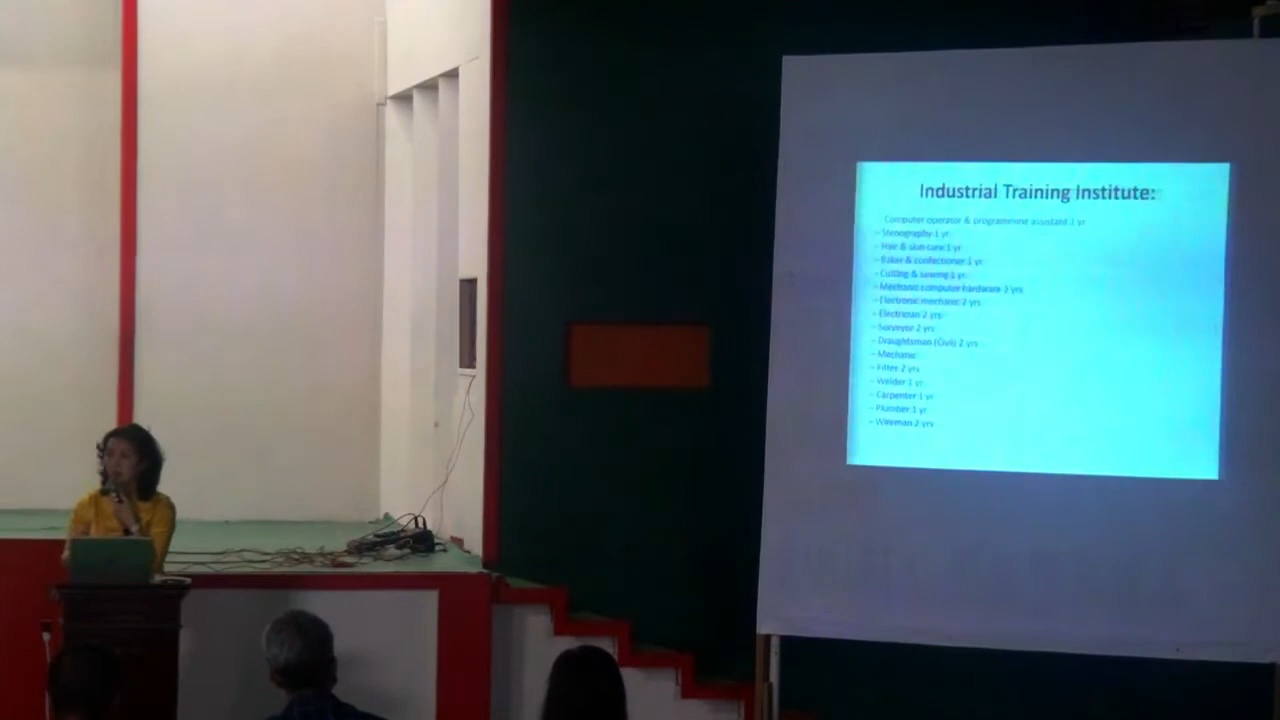 Industrial Training Institute:
Computer operator & programming assistant 1 yr
– Stenography 1 yr
– Hair & skin care 1 yr
– Baker & confectioner 1 yr
– Cutting & sewing 1 yr
– Mechanic computer hardware 2 yrs
– Electronic mechanic 2 yrs
– Electrician 2 yrs
– Surveyor 2 yrs
– Draughtsman (Civil) 2 yrs
– Mechanic
– Fitter 2 yrs
– Welder 1 yr
– Carpenter 1 yr
– Plumber 1 yr
– Wireman 2 yrs